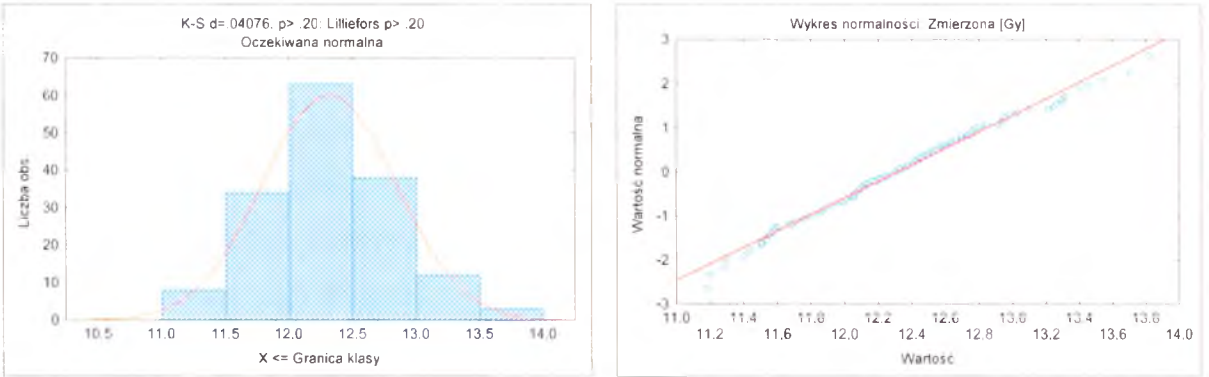 K-S d=.04076, p> .20; Lilliefors p> .20
Oczekiwana normalna
70
60
50
40
30
20
10
0
Liczba obs.
10.5 11.0 11.5 12.0 12.5 13.0 13.5 14.0
X <= Granica klasy
Wykres normalności: Zmierzona [Gy]
3
2
1
0
-1
-2
-3
Wartość normalna
11.0 11.4 11.8 12.2 12.6 13.0 13.4 13.8
11.2 11.6 12.0 12.4 12.8 13.2 13.6 14.0
Wartość